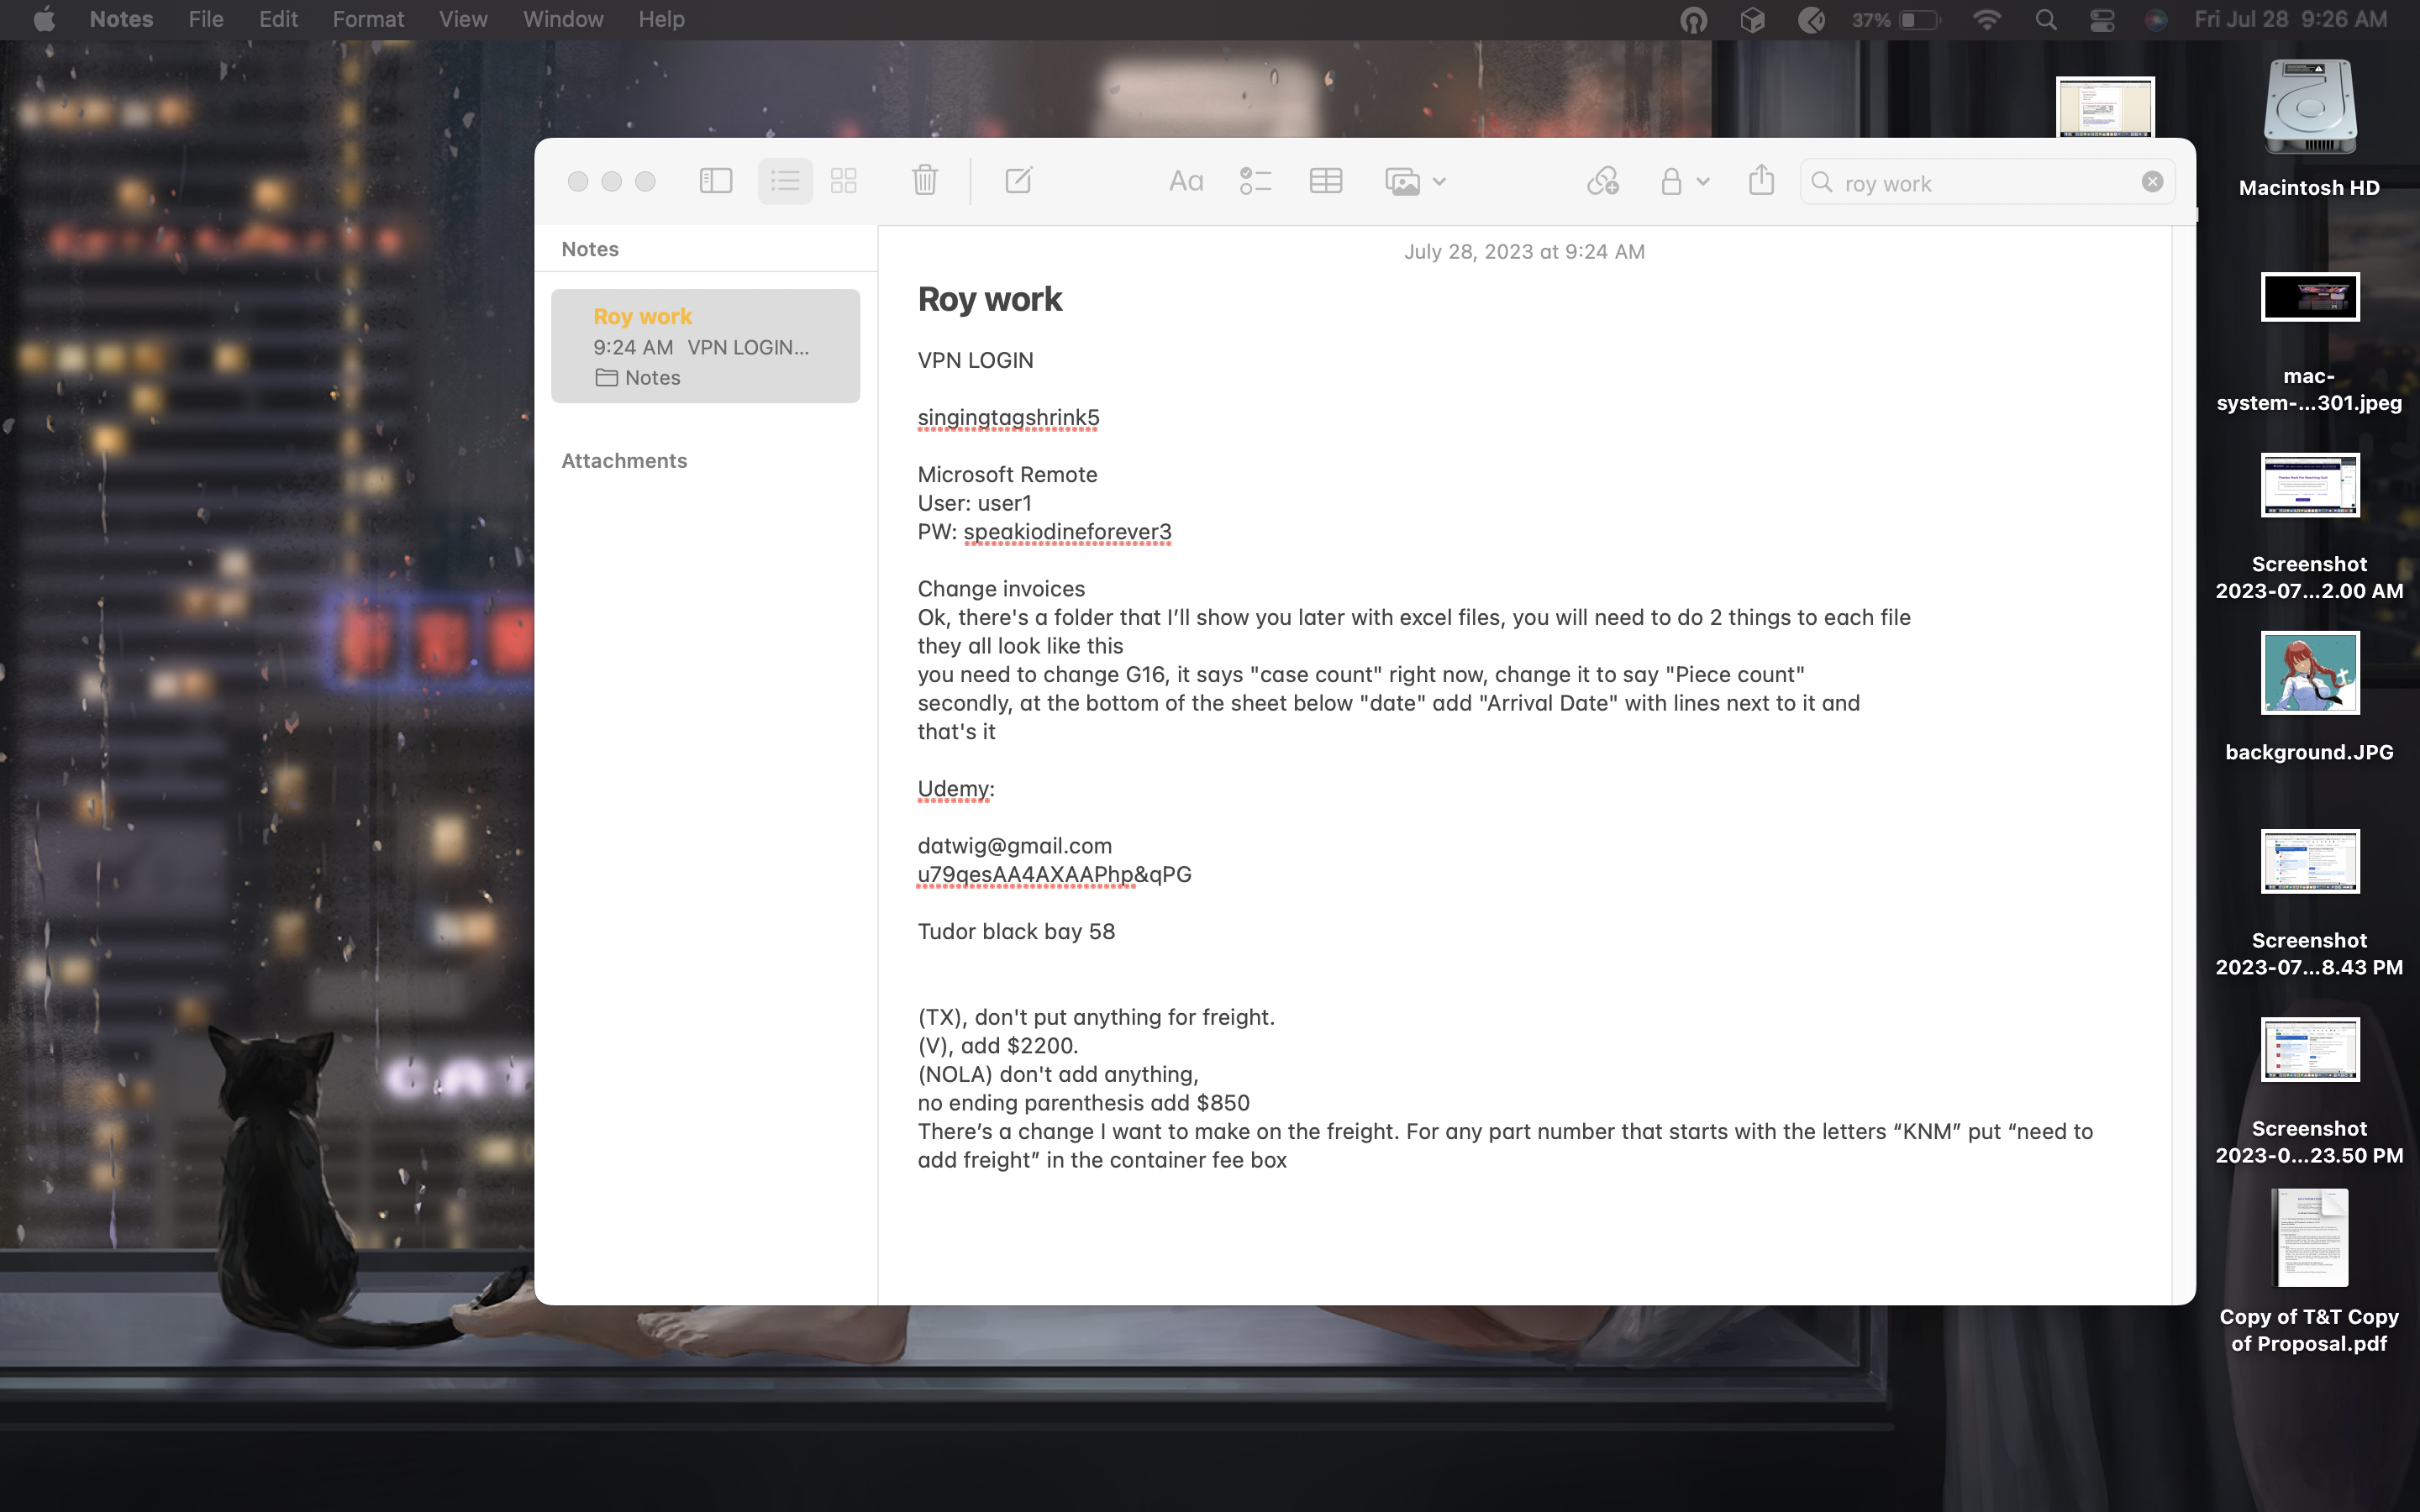 Notes File Edit Format View Window Help 37% Fri Jul 28 9:26 AM
Aa roy work
Notes
Roy work
9:24 AM VPN LOGIN...
Notes
Attachments
July 28, 2023 at 9:24 AM
Roy work
VPN LOGIN
singingtagshrink5
Microsoft Remote
User: user1
PW: speakiodineforever3
Change invoices
Ok, there's a folder that I’ll show you later with excel files, you will need to do 2 things to each file
they all look like this
you need to change G16, it says "case count" right now, change it to say "Piece count"
secondly, at the bottom of the sheet below "date" add "Arrival Date" with lines next to it and
that's it
Udemy:
datwig@gmail.com
u79qesAA4AXAAPhp&qPG
Tudor black bay 58
(TX), don't put anything for freight.
(V), add $2200.
(NOLA) don't add anything,
no ending parenthesis add $850
There’s a change I want to make on the freight. For any part number that starts with the letters “KNM” put “need to
add freight” in the container fee box
Macintosh HD
mac-
system-...301.jpeg
Screenshot
2023-07...2.00 AM
background.JPG
Screenshot
2023-07...8.43 PM
Screenshot
2023-0...23.50 PM
Copy of T&T Copy
of Proposal.pdf
CAT